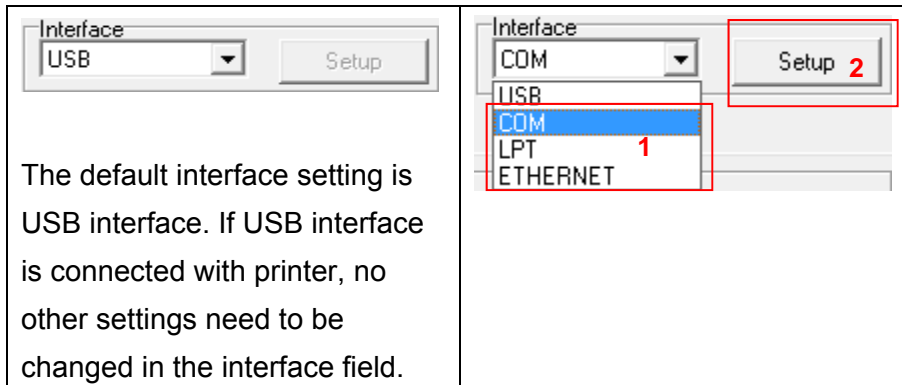 Interface
USB
Setup
The default interface setting is
USB interface. If USB interface
is connected with printer, no
other settings need to be
changed in the interface field.
Interface
COM
Setup 2
USB
COM
LPT 1
ETHERNET